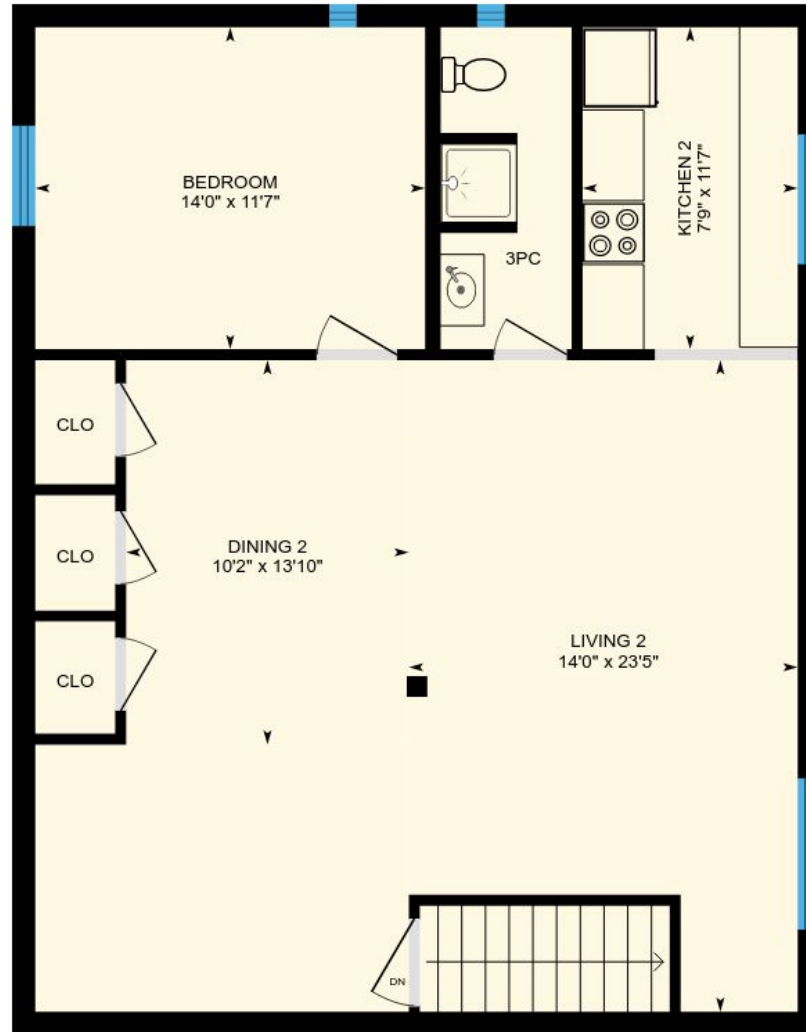 BEDROOM
14'0" x 11'7"
3PC
KITCHEN 2
7'9" x 11'7"
CLO
CLO
CLO
DINING 2
10'2" x 13'10"
LIVING 2
14'0" x 23'5"
DN